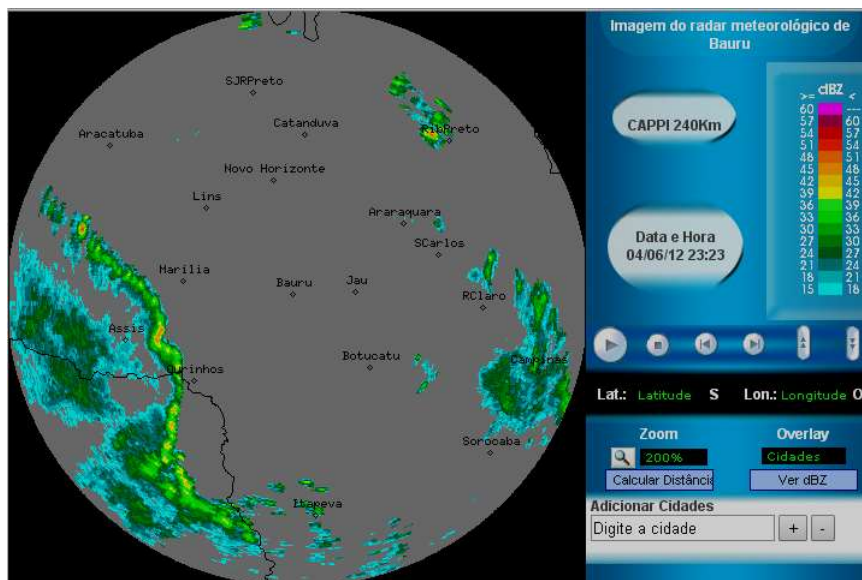 Imagem do radar meteorológico de
Bauru
CAPPI 240Km
>= dBZ <
60 ---
57 60
54 57
51 54
48 51
45 48
42 45
39 42
36 39
33 36
30 33
27 30
24 27
21 24
18 21
15 18
Data e Hora
04/06/12 23:23
SJRPreto
Catanduva
RibPreto
Aracatuba
Novo Horizonte
Lins
Araraquara
SCarlos
Marilia
Bauru
Jau
RClaro
Assis
Botucatu
Campinas
Ourinhos
Sorocaba
Itapeva
Lat.: Latitude S Lon.: Longitude O
Zoom Overlay
200% Cidades
Calcular Distância Ver dBZ
Adicionar Cidades
Digite a cidade + -